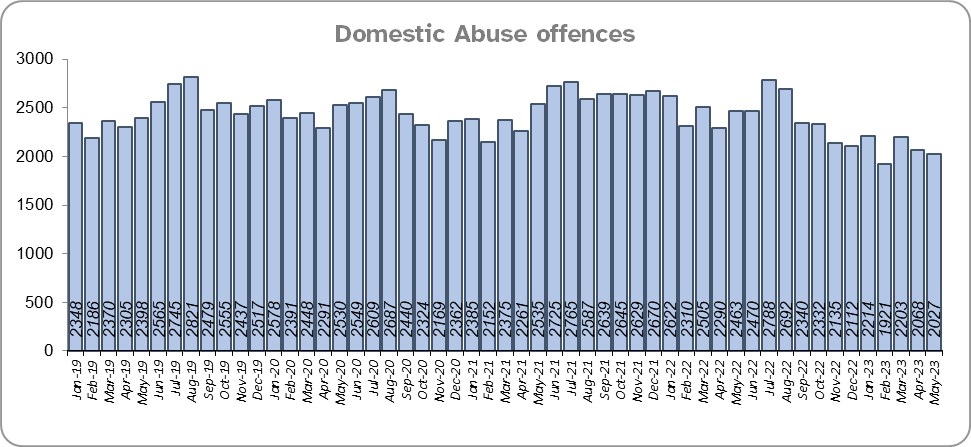 Domestic Abuse offences
3000
2500
2000
1500
1000
500
0
2348 2186 2370 2305 2398 2565 2745 2821 2479 2555 2437 2517 2578 2391 2448 2291 2530 2549 2609 2687 2440 2324 2169 2362 2385 2152 2375 2261 2535 2725 2765 2587 2639 2645 2629 2670 2622 2310 2505 2290 2463 2470 2788 2692 2340 2332 2135 2112 2214 1921 2203 2068 2027
Jan-19 Feb-19 Mar-19 Apr-19 May-19 Jun-19 Jul-19 Aug-19 Sep-19 Oct-19 Nov-19 Dec-19 Jan-20 Feb-20 Mar-20 Apr-20 May-20 Jun-20 Jul-20 Aug-20 Sep-20 Oct-20 Nov-20 Dec-20 Jan-21 Feb-21 Mar-21 Apr-21 May-21 Jun-21 Jul-21 Aug-21 Sep-21 Oct-21 Nov-21 Dec-21 Jan-22 Feb-22 Mar-22 Apr-22 May-22 Jun-22 Jul-22 Aug-22 Sep-22 Oct-22 Nov-22 Dec-22 Jan-23 Feb-23 Mar-23 Apr-23 May-23